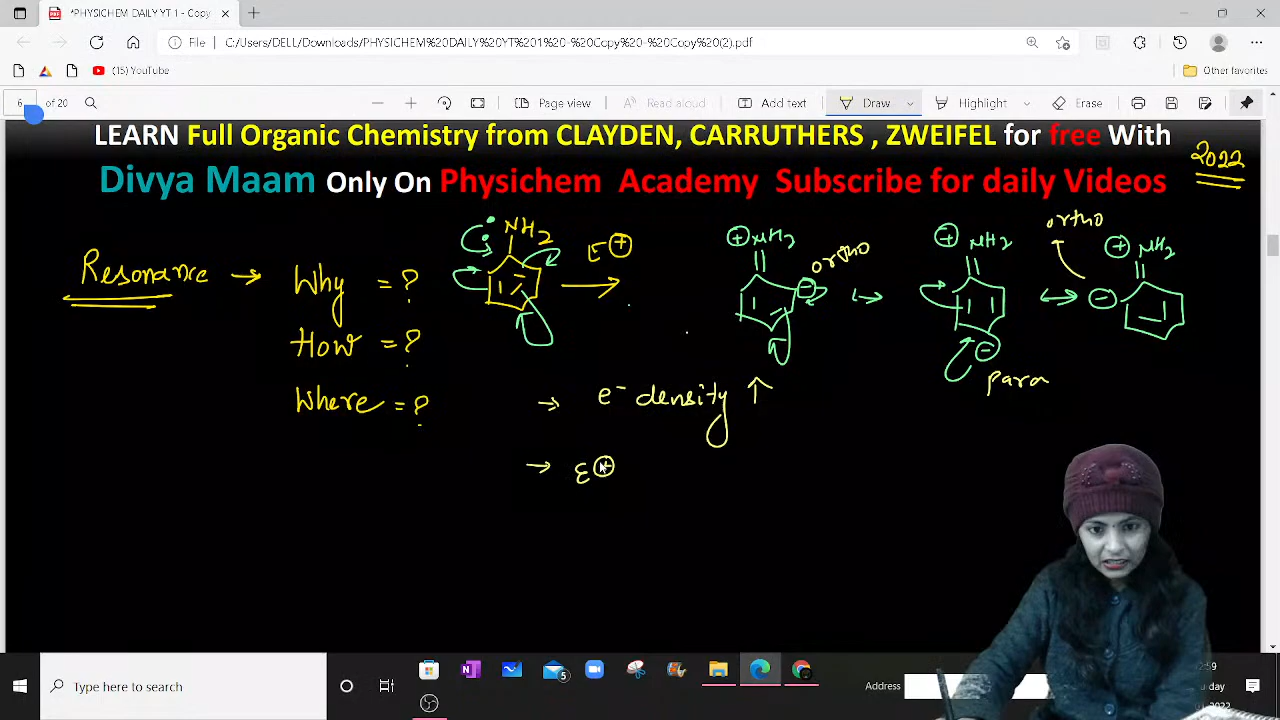 *PHYSICHEM DAILY YT 1 - Copy
File | C:/Users/DELL/Downloads/PHYSICHEM%20DAILY%20YT%201%20-%20Copy%20-%20Copy%20(2).pdf
(15) YouTube
Other favorites
6 of 20
Page view
Read aloud
Add text
Draw
Highlight
Erase
LEARN Full Organic Chemistry from CLAYDEN, CARRUTHERS , ZWEIFEL for free With
2022
Divya Maam Only On Physichem Academy Subscribe for daily Videos
Resonance → Why = ?
How = ?
Where = ?
NH2
E⊕
⊕NH2
ortho
⊕ NH2
para
ortho
⊕ NH2
→ e⁻ density ↑
→ E⊕
Type here to search
5
Address